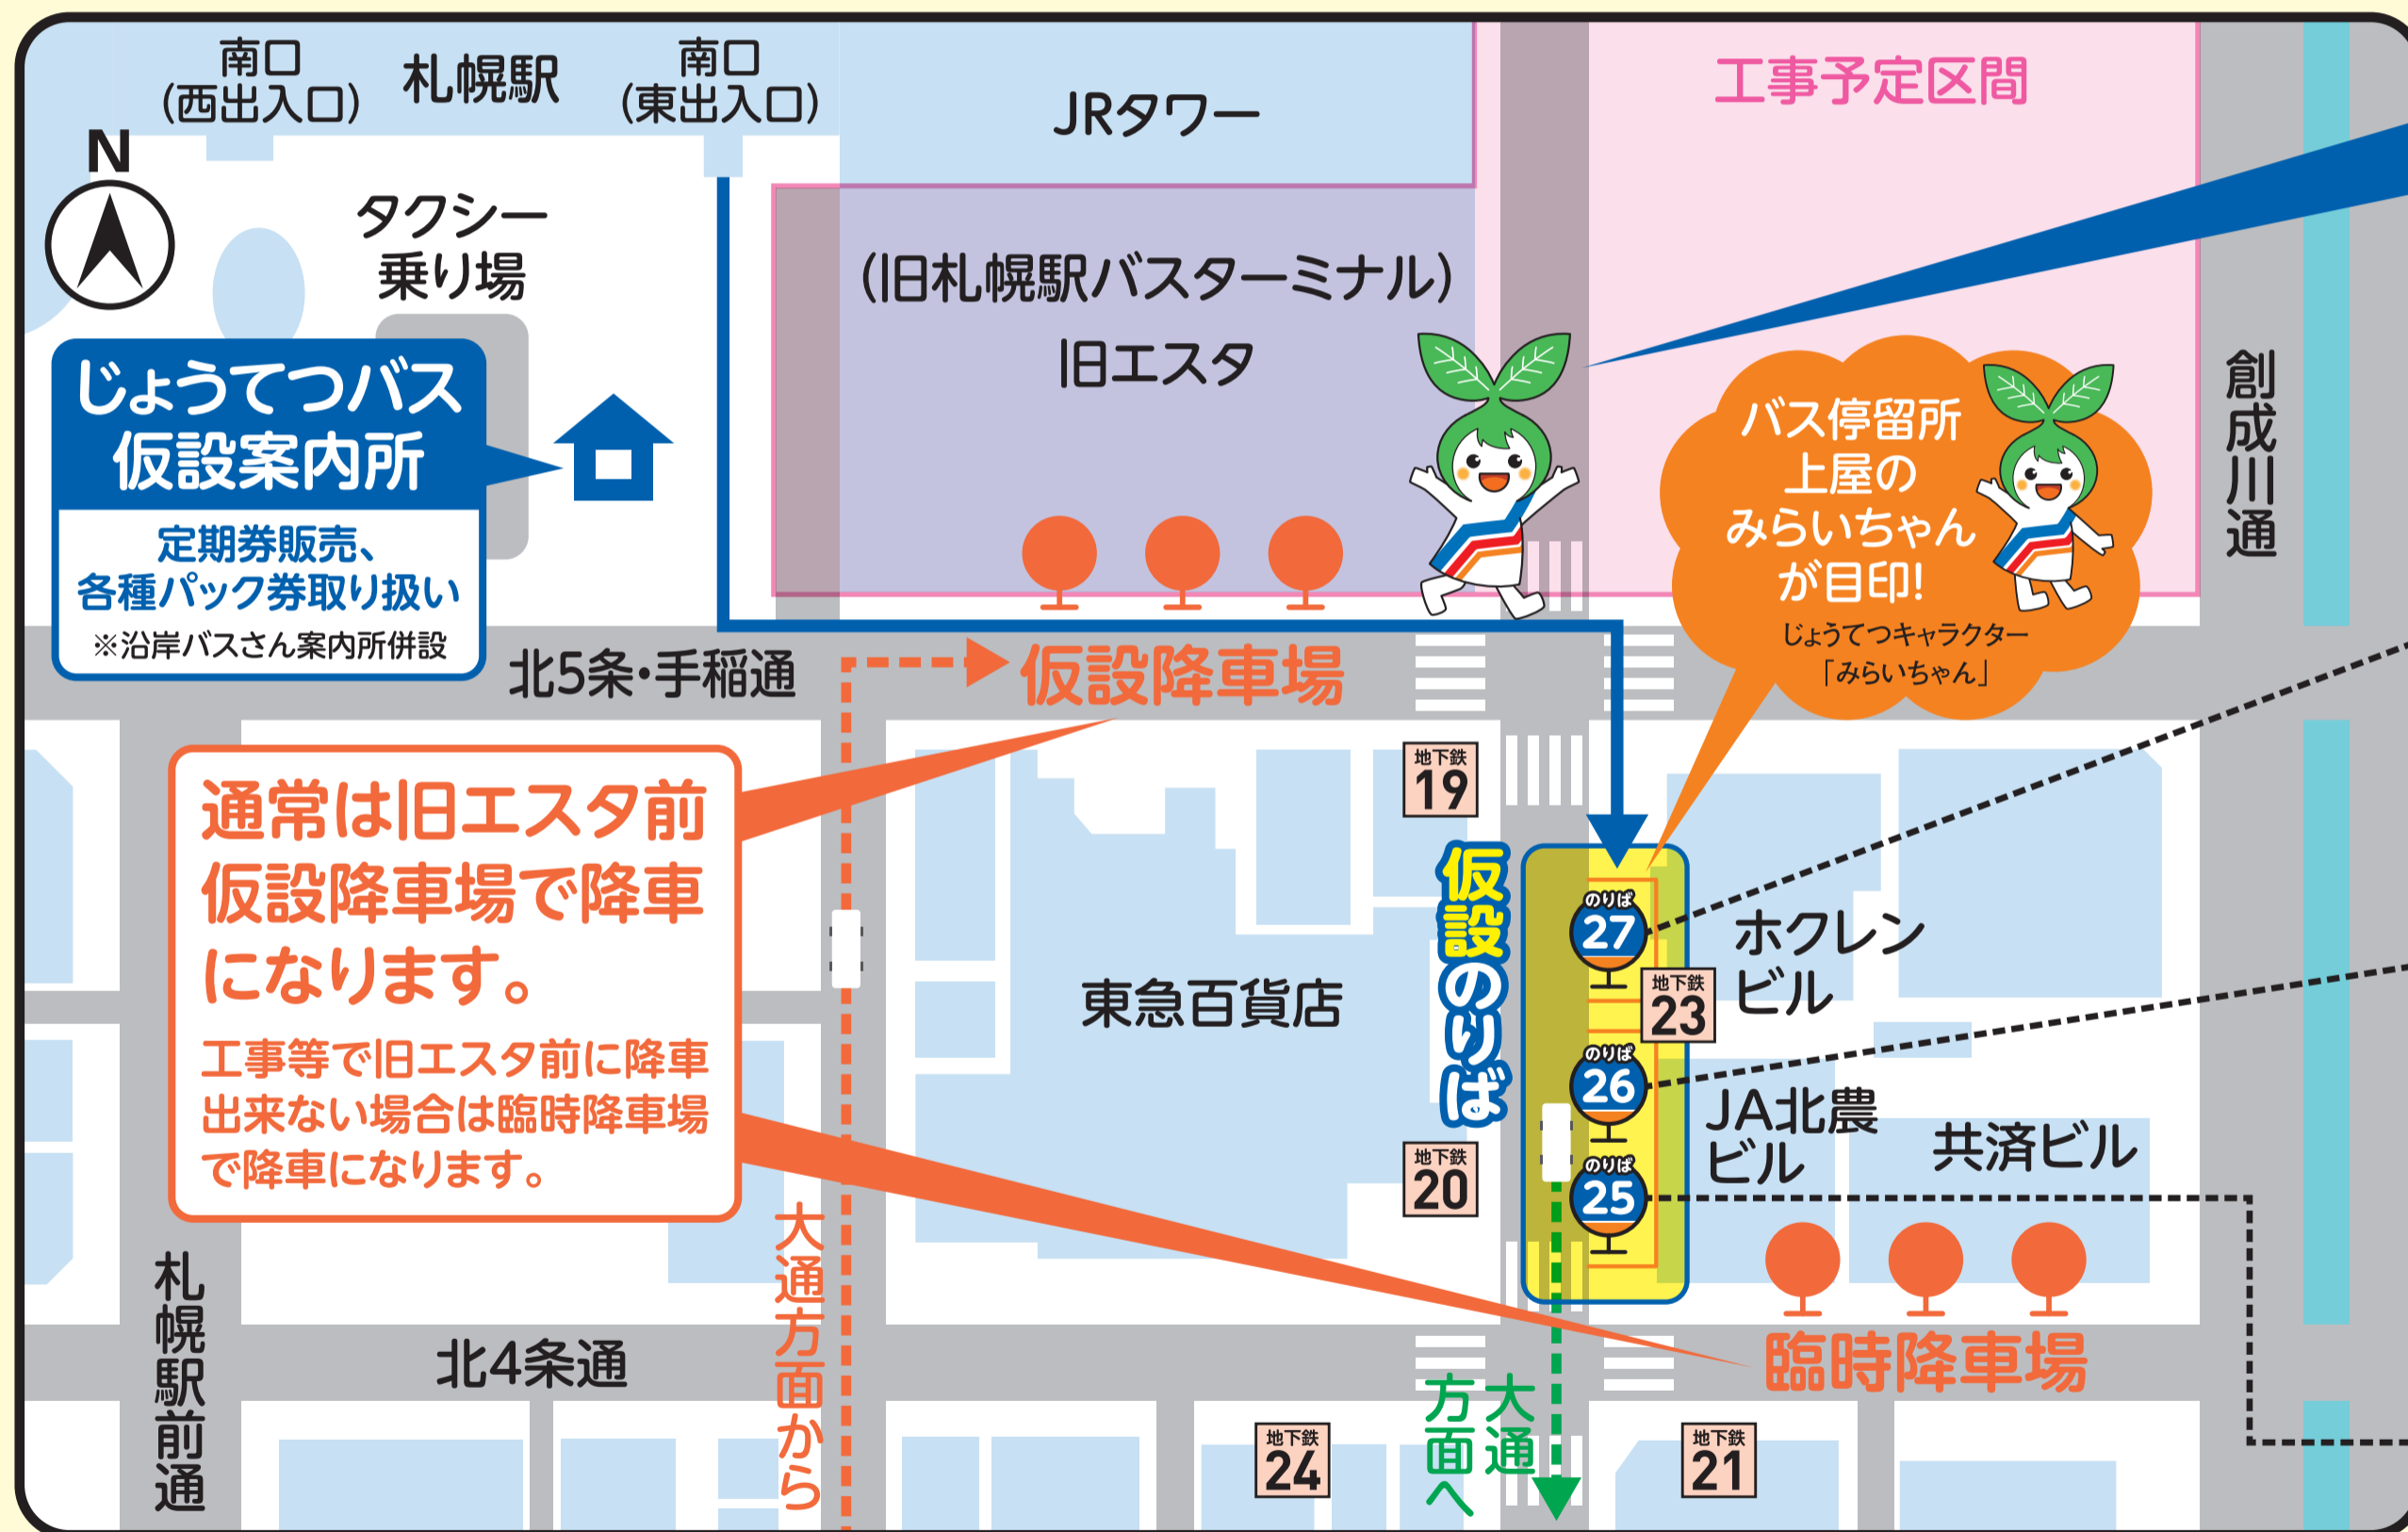 南口
(西出入口)
札幌駅
南口
(東出入口)
JRタワー
工事予定区間
N
タクシー
乗り場
(旧札幌駅バスターミナル)
旧エスタ
じょうてつバス
仮設案内所
定期券販売、
各種パック券取り扱い
※沿岸バスさん案内所併設
バス停留所
上屋の
みらいちゃん
が目印!
じょうてつキャラクター
「みらいちゃん」
創成川通
北5条・手稲通
仮設降車場
通常は旧エスタ前
仮設降車場で降車
になります。
工事等で旧エスタ前に降車
出来ない場合は臨時降車場
で降車になります。
地下鉄
19
仮設のりば
のりば
27
ホクレン
ビル
地下鉄
23
東急百貨店
のりば
26
JA北農
ビル
共済ビル
地下鉄
20
のりば
25
大通方面から
札幌駅前通
北4条通
臨時降車場
大通
方面へ
地下鉄
24
地下鉄
21